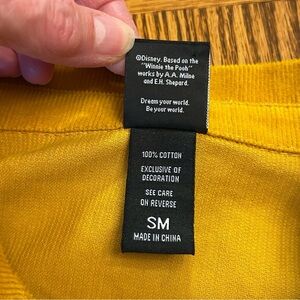 ©Disney. Based on the
"Winnie the Pooh"
works by A.A. Milne
and E.H. Shepard.
Dream your world.
Be your world.
100% COTTON
EXCLUSIVE OF
DECORATION
SEE CARE
ON REVERSE
SM
MADE IN CHINA